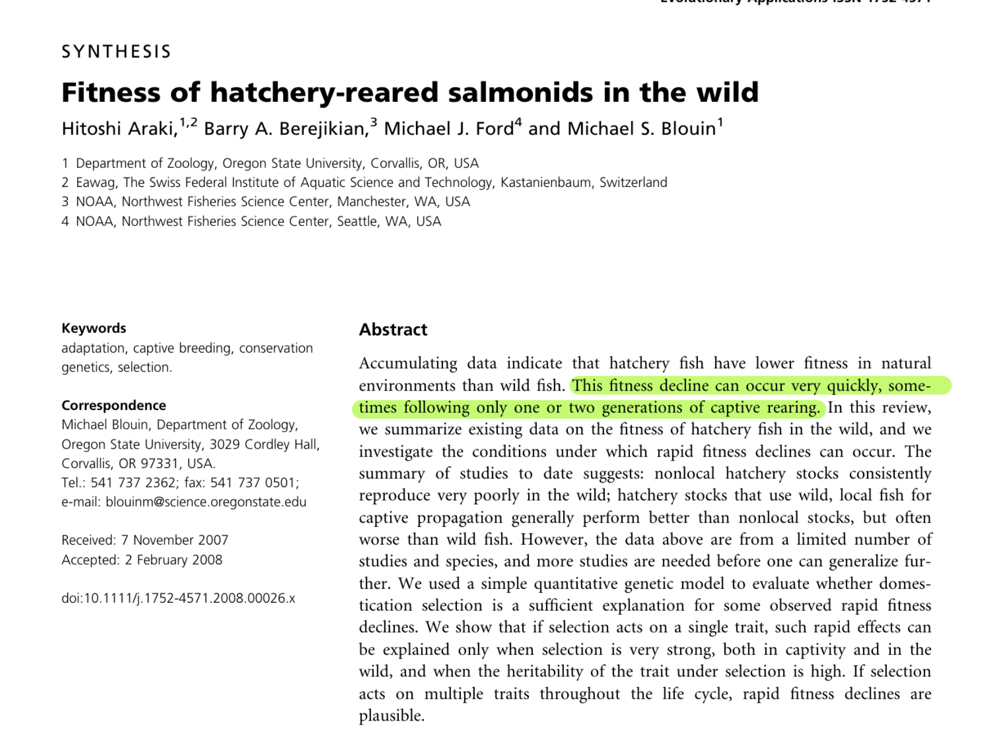 Evolutionary Applications ISSN 1752-4571
SYNTHESIS
Fitness of hatchery-reared salmonids in the wild
Hitoshi Araki,1,2 Barry A. Berejikian,3 Michael J. Ford4 and Michael S. Blouin1
1 Department of Zoology, Oregon State University, Corvallis, OR, USA
2 Eawag, The Swiss Federal Institute of Aquatic Science and Technology, Kastanienbaum, Switzerland
3 NOAA, Northwest Fisheries Science Center, Manchester, WA, USA
4 NOAA, Northwest Fisheries Science Center, Seattle, WA, USA
Keywords
adaptation, captive breeding, conservation
genetics, selection.
Correspondence
Michael Blouin, Department of Zoology,
Oregon State University, 3029 Cordley Hall,
Corvallis, OR 97331, USA.
Tel.: 541 737 2362; fax: 541 737 0501;
e-mail: blouinm@science.oregonstate.edu
Received: 7 November 2007
Accepted: 2 February 2008
doi:10.1111/j.1752-4571.2008.00026.x
Abstract
Accumulating data indicate that hatchery fish have lower fitness in natural
environments than wild fish. This fitness decline can occur very quickly, some-
times following only one or two generations of captive rearing. In this review,
we summarize existing data on the fitness of hatchery fish in the wild, and we
investigate the conditions under which rapid fitness declines can occur. The
summary of studies to date suggests: nonlocal hatchery stocks consistently
reproduce very poorly in the wild; hatchery stocks that use wild, local fish for
captive propagation generally perform better than nonlocal stocks, but often
worse than wild fish. However, the data above are from a limited number of
studies and species, and more studies are needed before one can generalize fur-
ther. We used a simple quantitative genetic model to evaluate whether domes-
tication selection is a sufficient explanation for some observed rapid fitness
declines. We show that if selection acts on a single trait, such rapid effects can
be explained only when selection is very strong, both in captivity and in the
wild, and when the heritability of the trait under selection is high. If selection
acts on multiple traits throughout the life cycle, rapid fitness declines are
plausible.